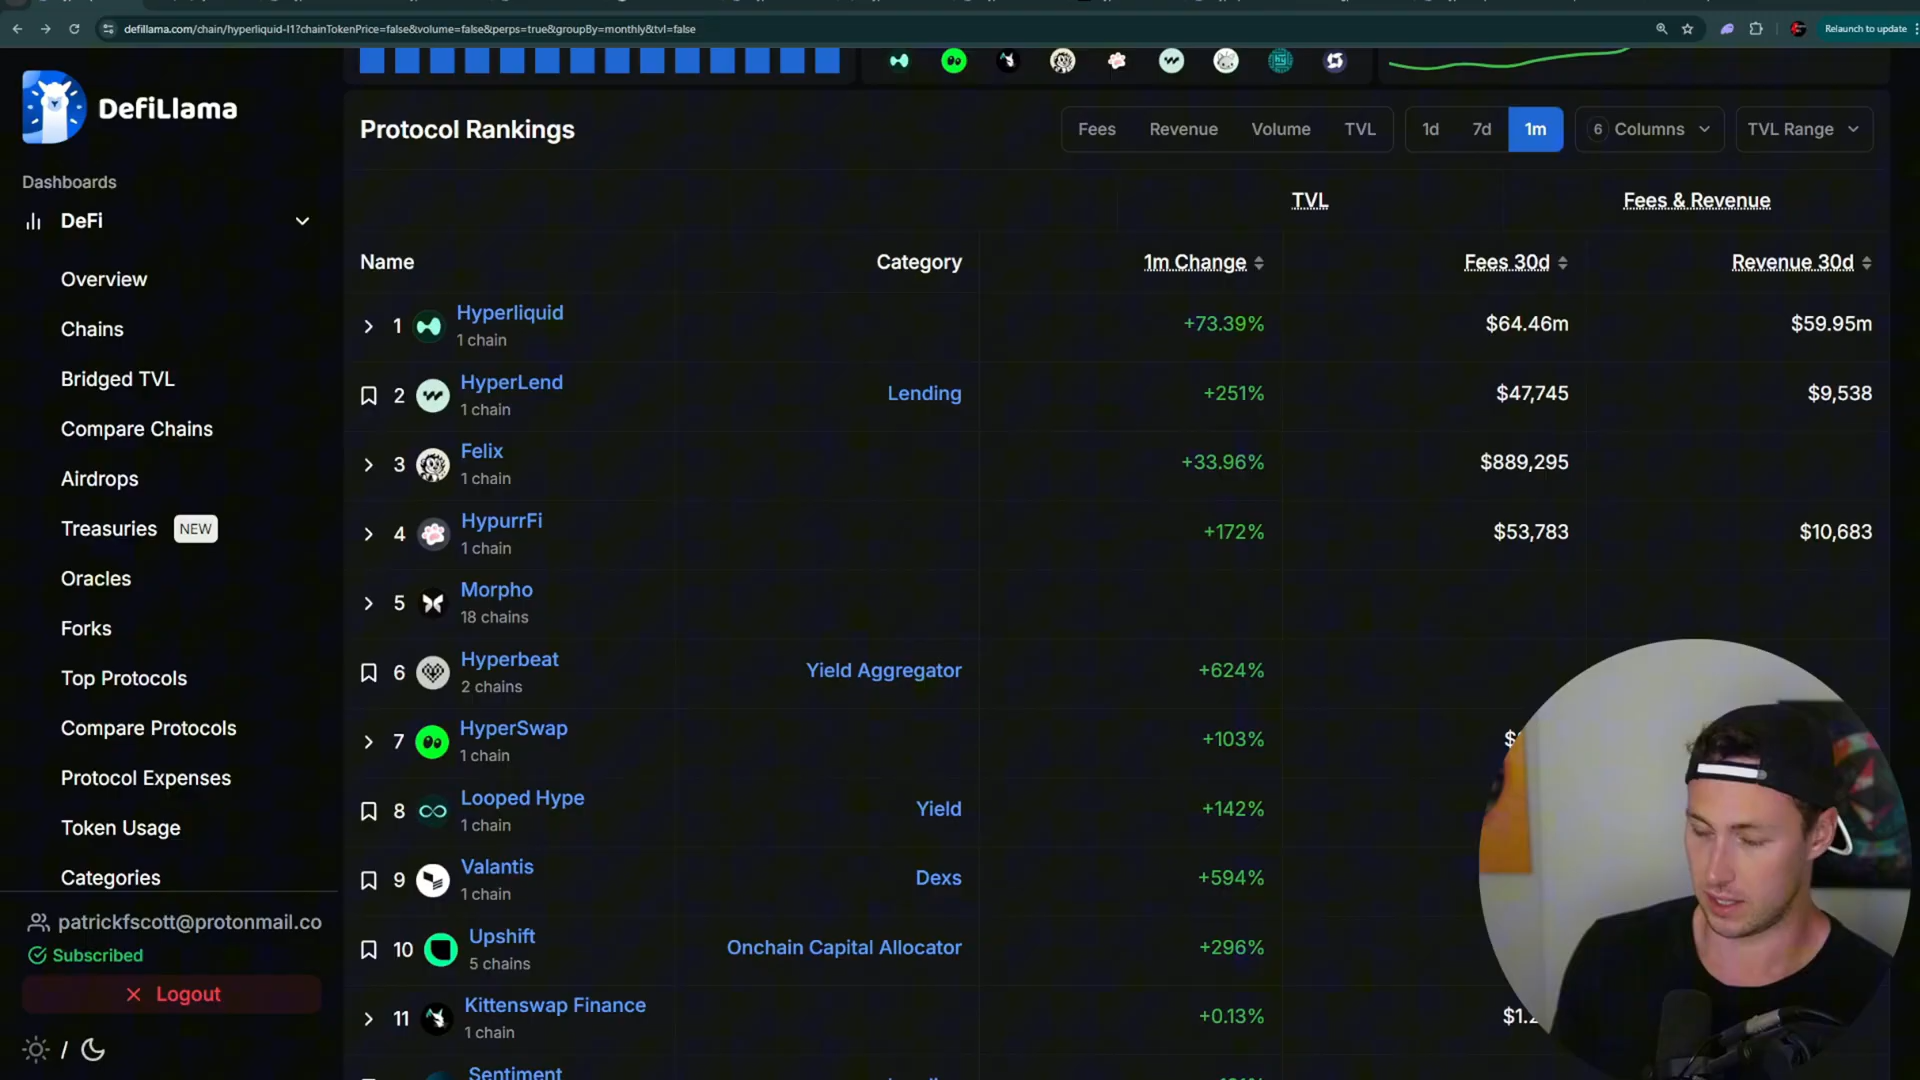 defillama.com/chain/hyperliquid-l1?chainTokenPrice=false&volume=false&perps=true&groupBy=monthly&tvl=false
Relaunch to update
DefiLlama
Dashboards
DeFi
Overview
Chains
Bridged TVL
Compare Chains
Airdrops
Treasuries NEW
Oracles
Forks
Top Protocols
Compare Protocols
Protocol Expenses
Token Usage
Categories
patrickfscott@protonmail.co
Subscribed
Logout
/
Protocol Rankings
Fees Revenue Volume TVL
1d 7d 1m
6 Columns
TVL Range
TVL Fees & Revenue
Name Category 1m Change Fees 30d Revenue 30d
1 Hyperliquid +73.39% $64.46m $59.95m
1 chain
2 HyperLend Lending +251% $47,745 $9,538
1 chain
3 Felix +33.96% $889,295
1 chain
4 HypurrFi +172% $53,783 $10,683
1 chain
5 Morpho
18 chains
6 Hyperbeat Yield Aggregator +624%
2 chains
7 HyperSwap +103% $
1 chain
8 Looped Hype Yield +142%
1 chain
9 Valantis Dexs +594%
1 chain
10 Upshift Onchain Capital Allocator +296%
5 chains
11 Kittenswap Finance +0.13% $1.
1 chain
Sentiment